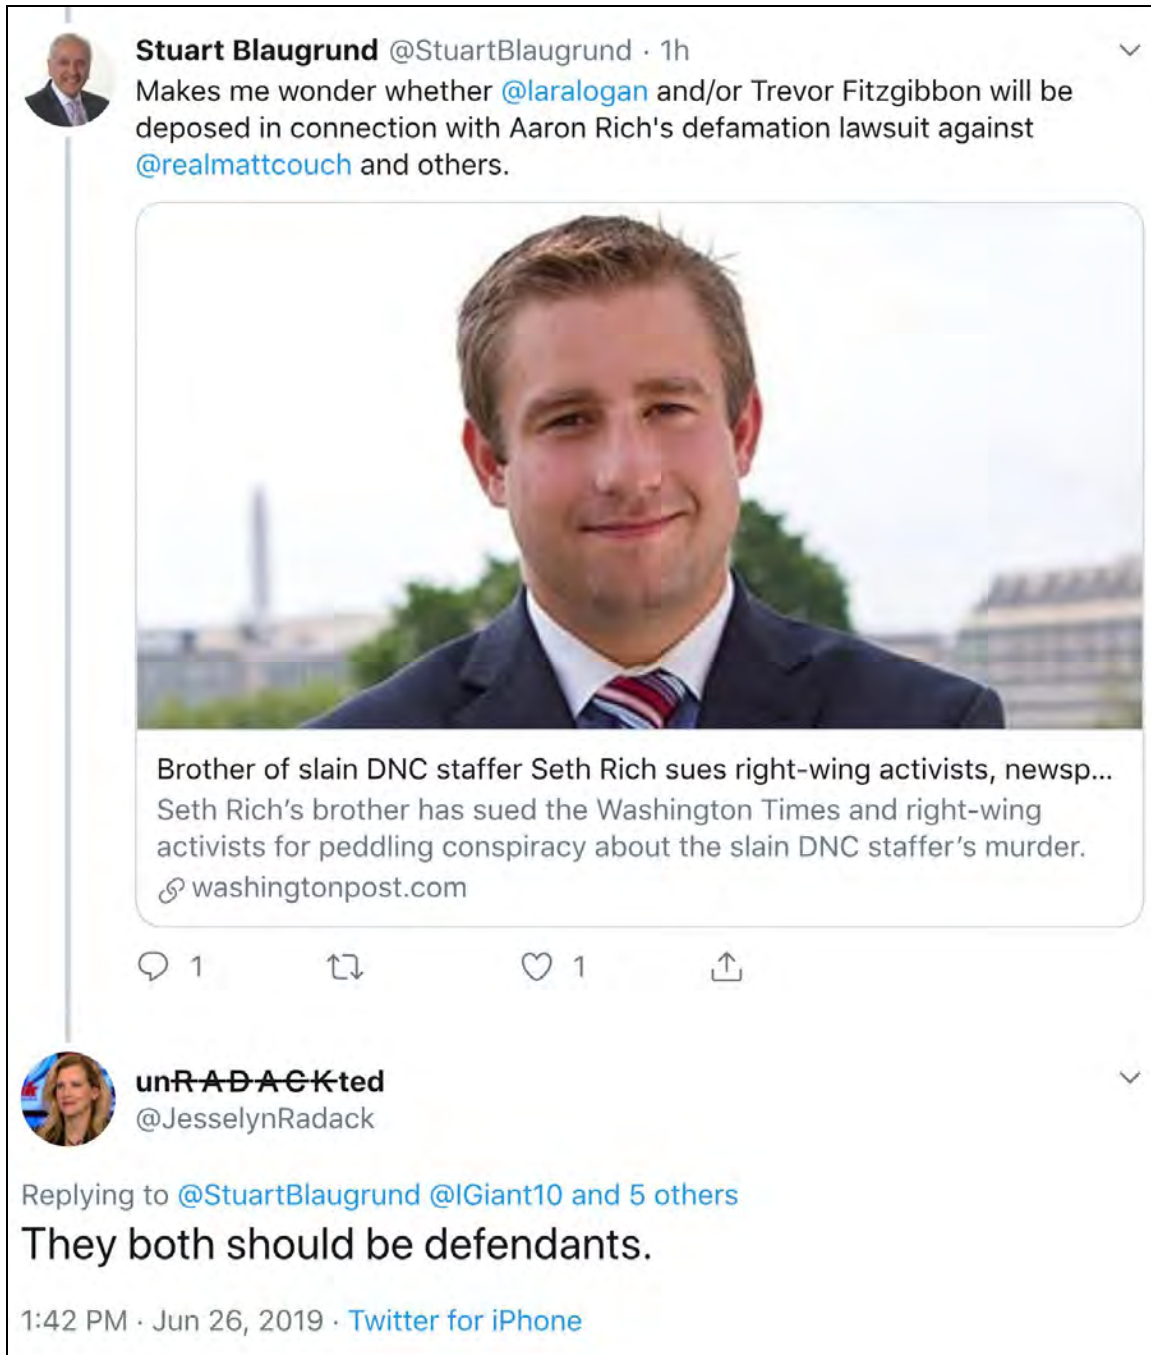 Stuart Blaugrund @StuartBlaugrund · 1h
Makes me wonder whether @laralogan and/or Trevor Fitzgibbon will be
deposed in connection with Aaron Rich's defamation lawsuit against
@realmattcouch and others.
Brother of slain DNC staffer Seth Rich sues right-wing activists, newsp...
Seth Rich's brother has sued the Washington Times and right-wing
activists for peddling conspiracy about the slain DNC staffer's murder.
washingtonpost.com
1 1
unRADACKted
@JesselynRadack
Replying to @StuartBlaugrund @IGiant10 and 5 others
They both should be defendants.
1:42 PM · Jun 26, 2019 · Twitter for iPhone